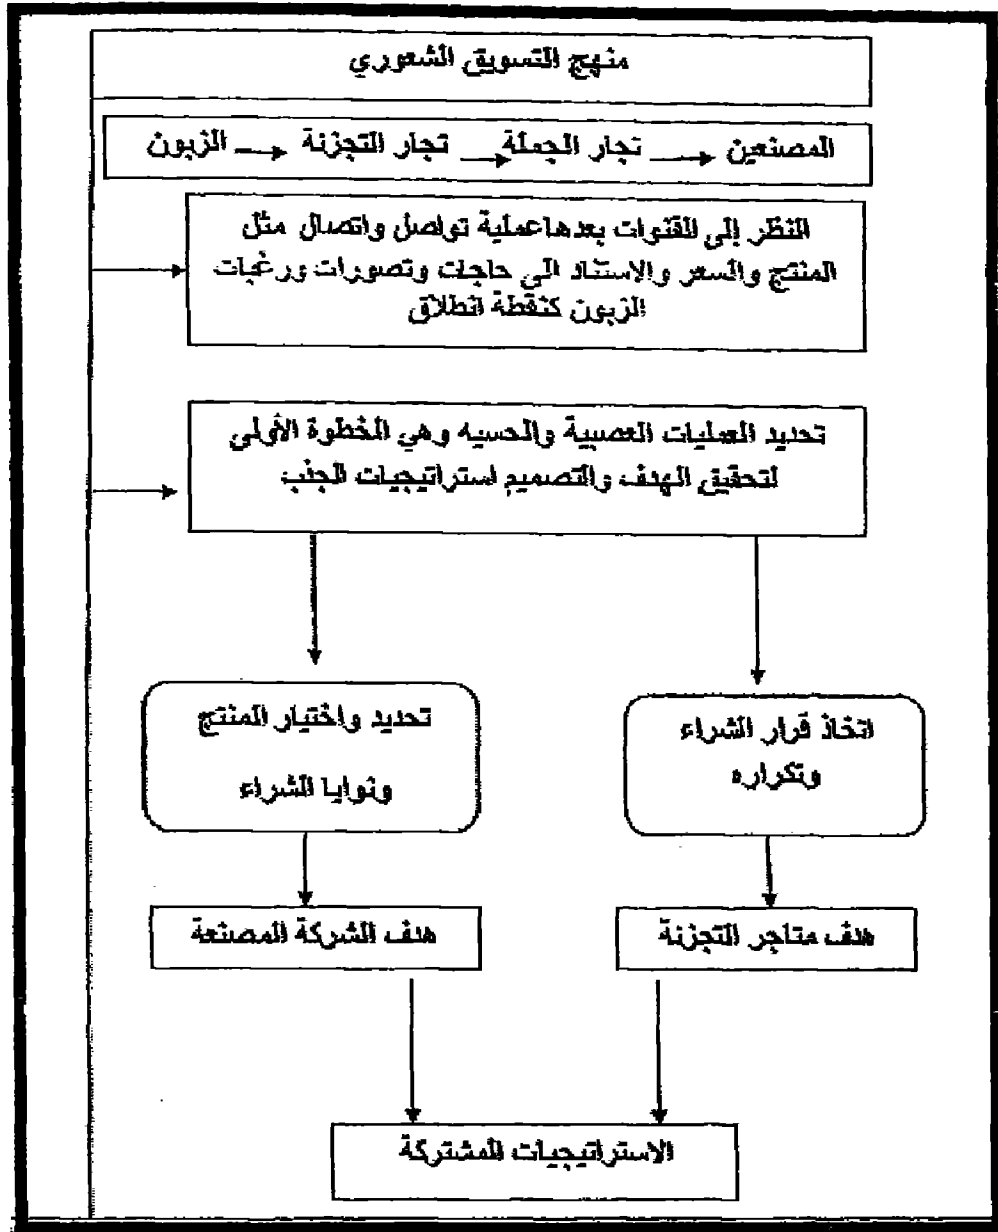 منهج التسويق الشعوري
المصنعين → تجار الجملة → تجار التجزئة → الزبون
النظر إلى القنوات بعدها عملية تواصل واتصال مثل
المنتج والسعر والاستناد الى حاجات وتصورات ورغبات
الزبون كنقطة انطلاق
تحديد العمليات العصبية والحسيه وهي الخطوة الأولى
لتحقيق الهدف والتصميم استراتيجيات الجذب
تحديد واختيار المنتج
ونوايا الشراء
اتخاذ قرار الشراء
وتكراره
هدف الشركة المصنعة
هدف متاجر التجزئة
الاستراتيجيات المشتركة